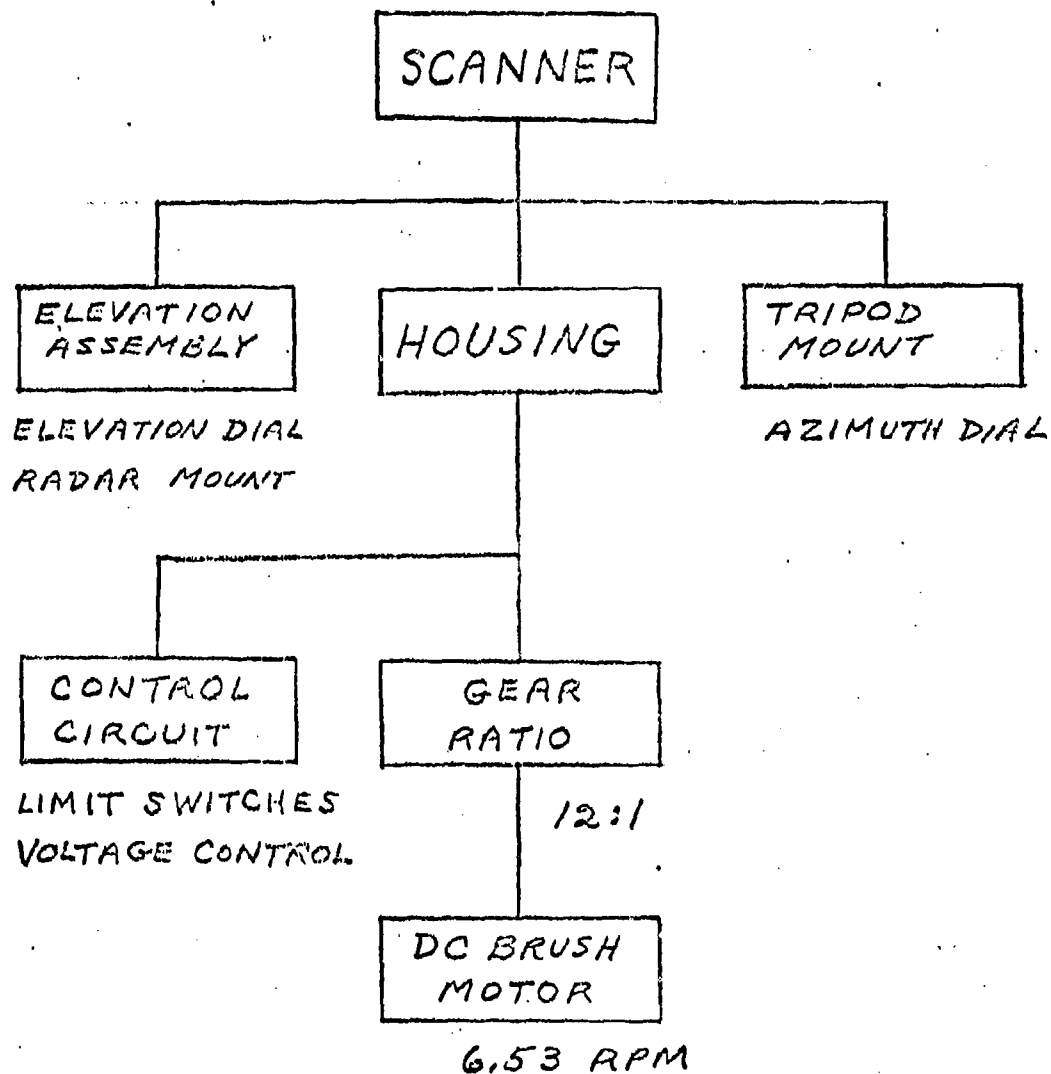 SCANNER
ELEVATION
ASSEMBLY
ELEVATION DIAL
RADAR MOUNT
HOUSING
TRIPOD
MOUNT
AZIMUTH DIAL
CONTROL
CIRCUIT
LIMIT SWITCHES
VOLTAGE CONTROL
GEAR
RATIO
12:1
DC BRUSH
MOTOR
6.53 RPM